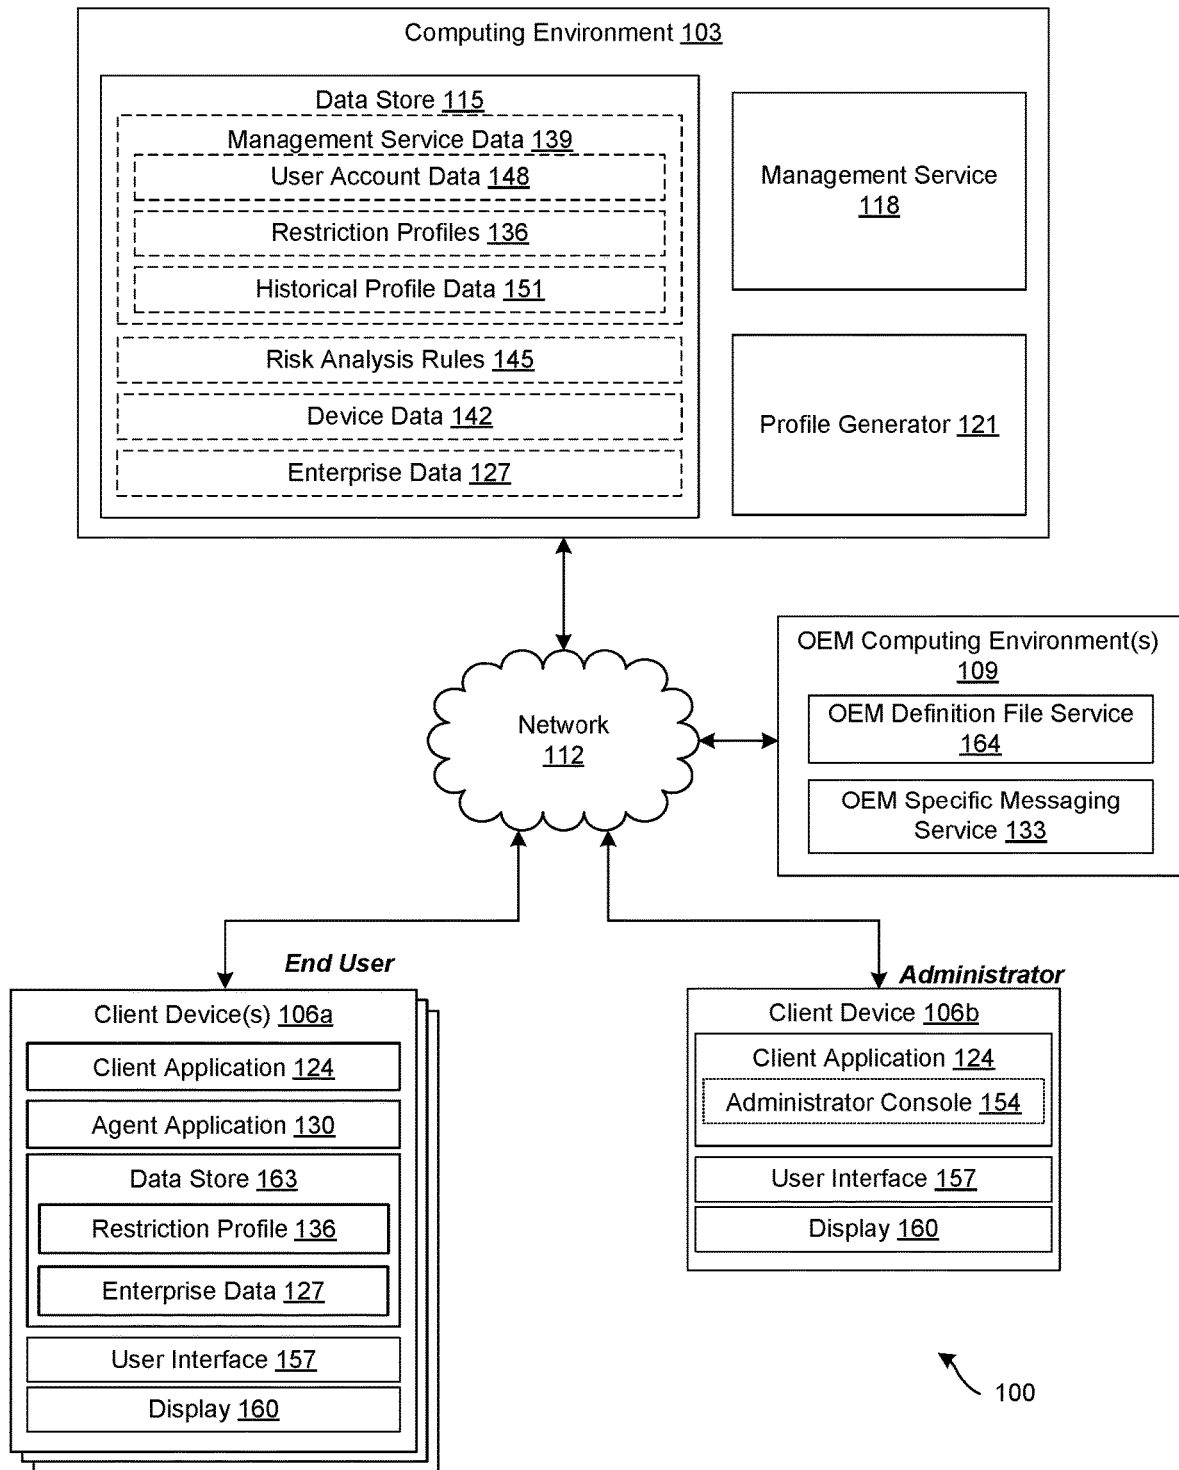 Computing Environment 103
Data Store 115
Management Service Data 139
User Account Data 148
Restriction Profiles 136
Historical Profile Data 151
Risk Analysis Rules 145
Device Data 142
Enterprise Data 127
Management Service
118
Profile Generator 121
Network
112
OEM Computing Environment(s)
109
OEM Definition File Service
164
OEM Specific Messaging
Service 133
End User
Client Device(s) 106a
Client Application 124
Agent Application 130
Data Store 163
Restriction Profile 136
Enterprise Data 127
User Interface 157
Display 160
Administrator
Client Device 106b
Client Application 124
Administrator Console 154
User Interface 157
Display 160
100